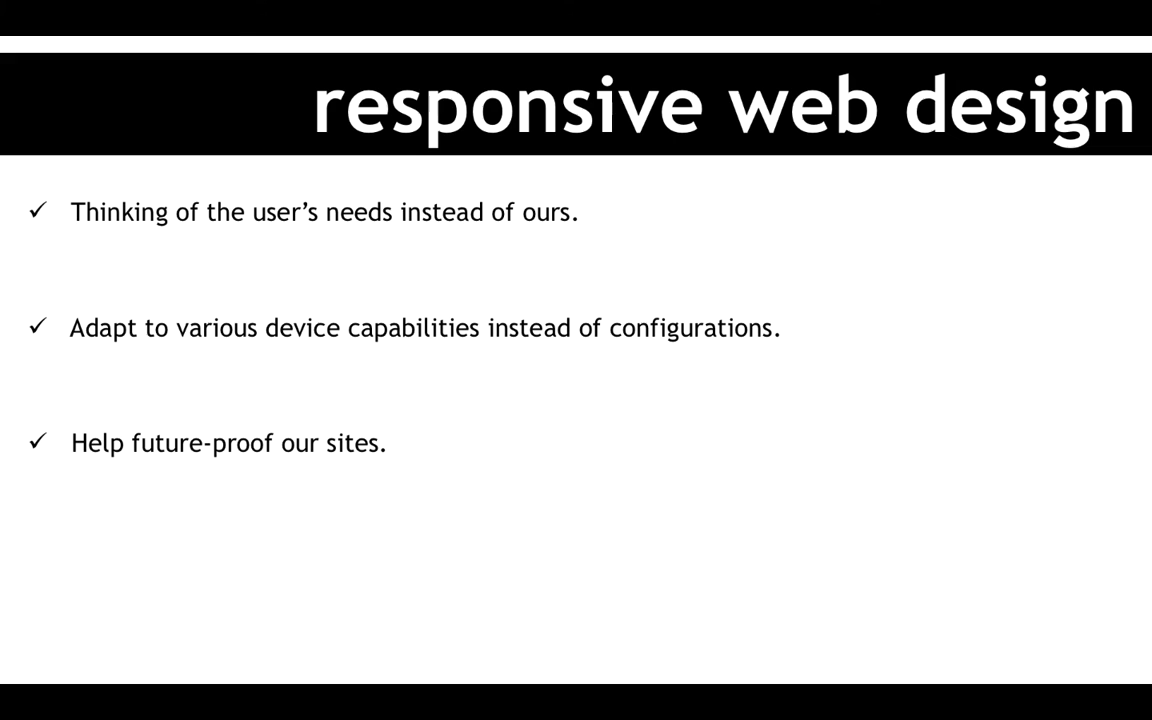 responsive web design
✓ Thinking of the user’s needs instead of ours.
✓ Adapt to various device capabilities instead of configurations.
✓ Help future-proof our sites.